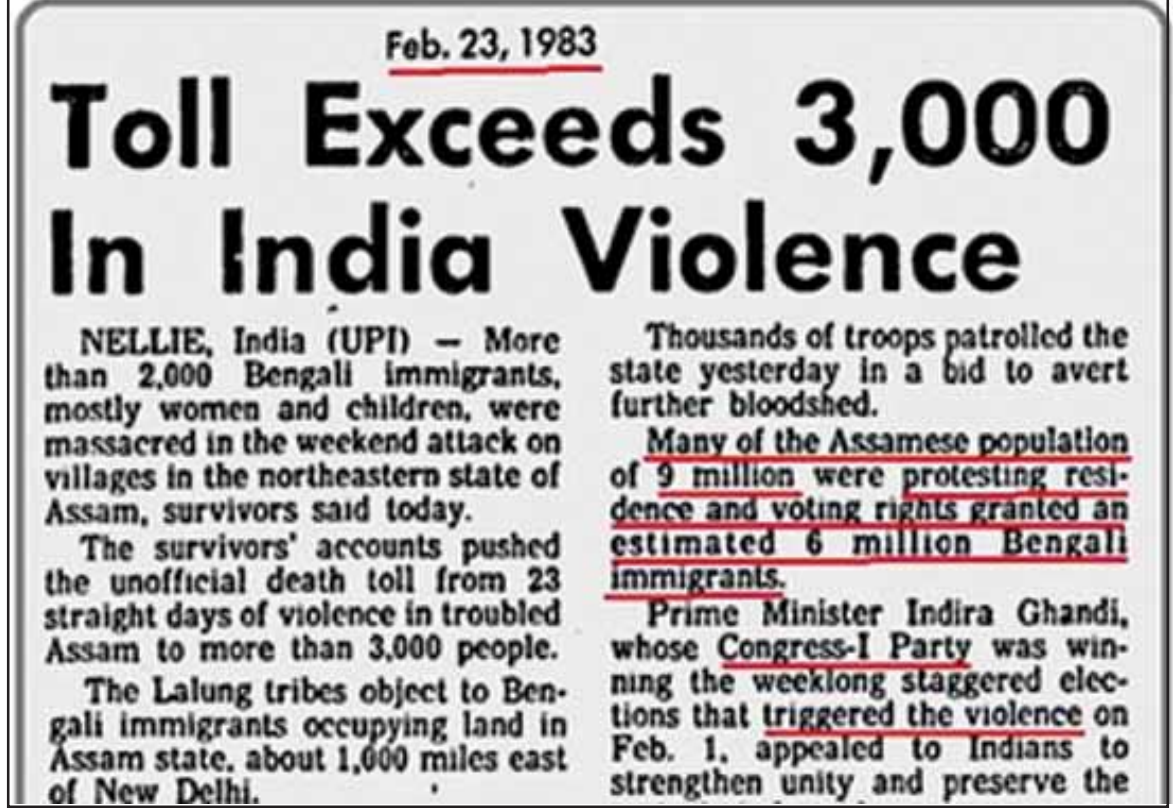 Feb. 23, 1983
Toll Exceeds 3,000
In India Violence
NELLIE, India (UPI) — More
than 2,000 Bengali immigrants,
mostly women and children, were
massacred in the weekend attack on
villages in the northeastern state of
Assam, survivors said today.
The survivors' accounts pushed
the unofficial death toll from 23
straight days of violence in troubled
Assam to more than 3,000 people.
The Lalung tribes object to Ben-
gali immigrants occupying land in
Assam state, about 1,000 miles east
of New Delhi.
Thousands of troops patrolled the
state yesterday in a bid to avert
further bloodshed.
Many of the Assamese population
of 9 million were protesting resi-
dence and voting rights granted an
estimated 6 million Bengali
immigrants.
Prime Minister Indira Ghandi,
whose Congress-I Party was win-
ning the weeklong staggered elec-
tions that triggered the violence on
Feb. 1, appealed to Indians to
strengthen unity and preserve the